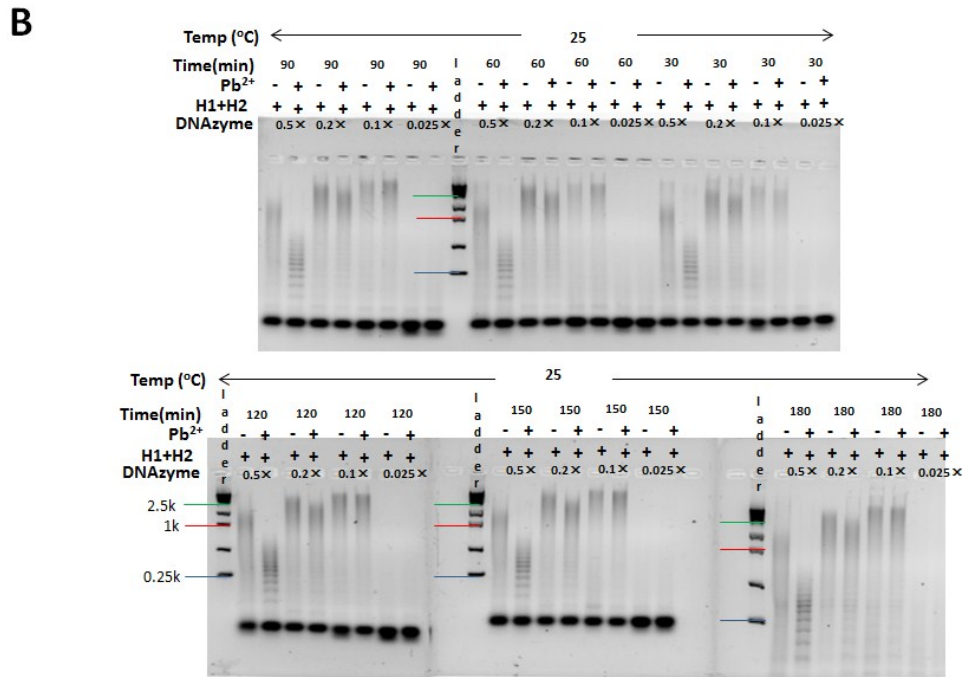 B
Temp (°C) 25
Time(min) 90 90 90 90 ladder 60 60 60 60 30 30 30 30
Pb2+ - + - + - + - + - + - + - + - + - + - + - + - +
H1+H2 + + + + + + + + + + + + + + + + + + + + + + + +
DNAzyme 0.5× 0.2× 0.1× 0.025× 0.5× 0.2× 0.1× 0.025× 0.5× 0.2× 0.1× 0.025×
Temp (°C) 25
Time(min) ladder 120 120 120 120 ladder 150 150 150 150 ladder 180 180 180 180
Pb2+ - + - + - + - + - + - + - + - + - + - + - + - +
H1+H2 + + + + + + + + + + + + + + + + + + + + + + + +
DNAzyme 0.5× 0.2× 0.1× 0.025× 0.5× 0.2× 0.1× 0.025× 0.5× 0.2× 0.1× 0.025×
2.5k
1k
0.25k